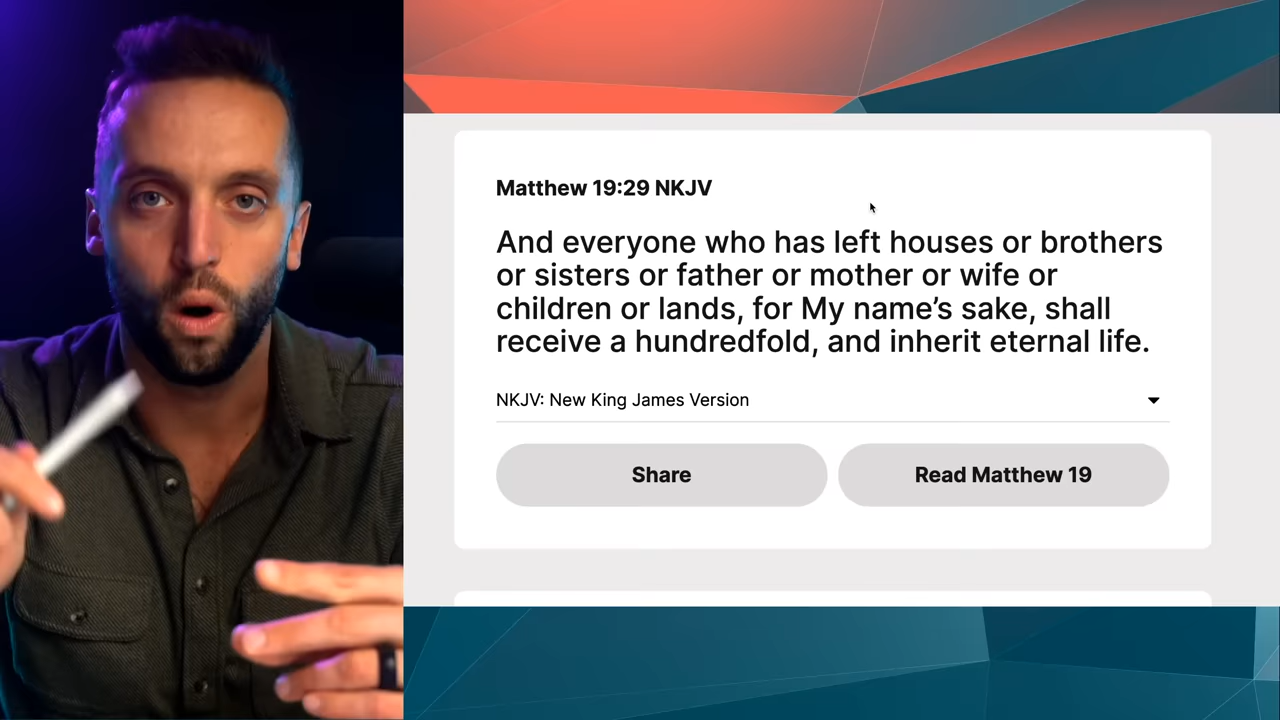 Matthew 19:29 NKJV
And everyone who has left houses or brothers
or sisters or father or mother or wife or
children or lands, for My name’s sake, shall
receive a hundredfold, and inherit eternal life.
NKJV: New King James Version
Share
Read Matthew 19